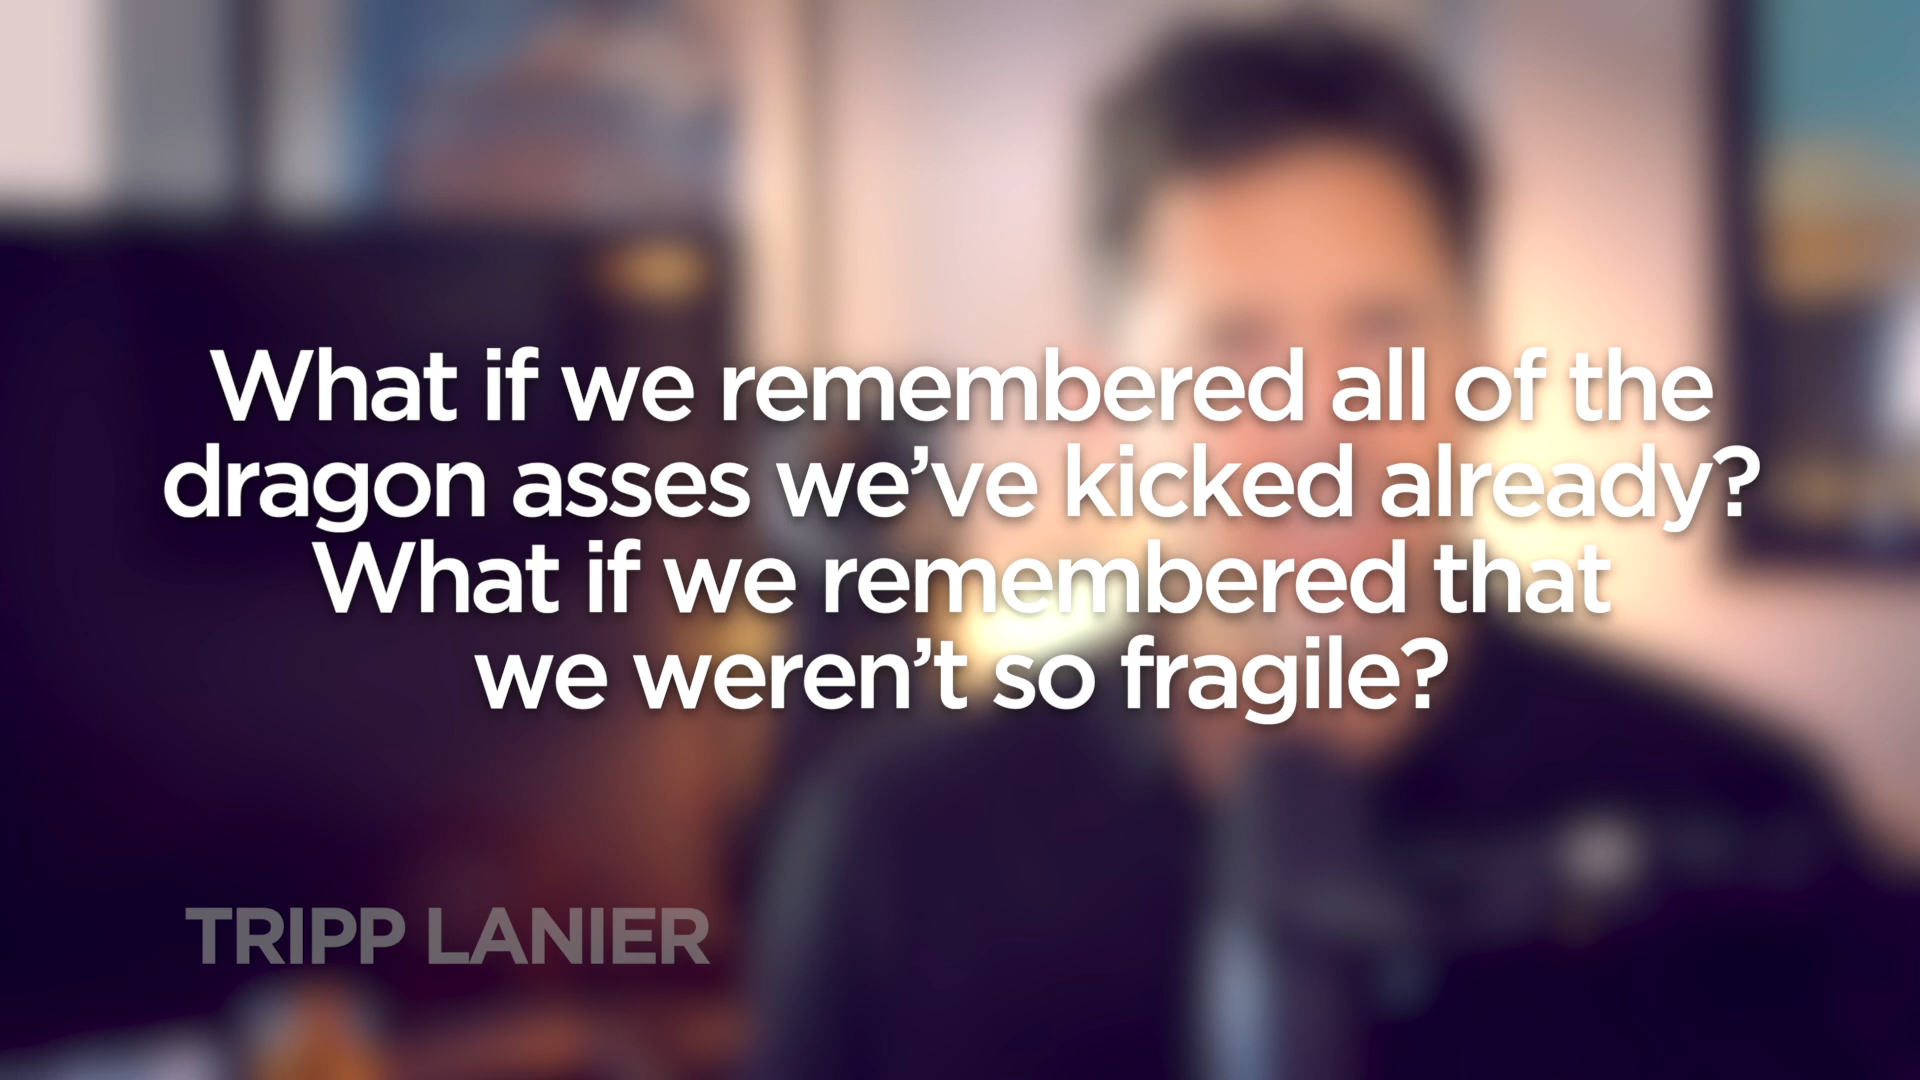 What if we remembered all of the
dragon asses we’ve kicked already?
What if we remembered that
we weren’t so fragile?
TRIPP LANIER